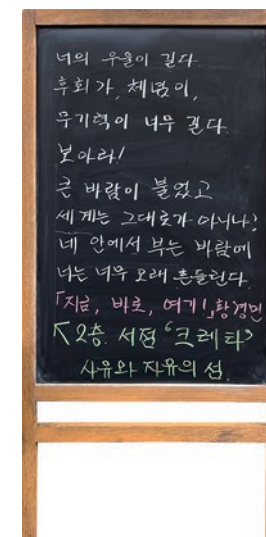 너의 우울이 길다.
후회가, 체념이,
무기력이 너무 길다.
보아라!
큰 바람이 불었고
세계는 그대로가 아니냐?
네 안에서 부는 바람에
너는 너무 오래 흔들린다.
「지금, 바로, 여기!」황경민
↸ 2층. 서점 '크레타'
사유와 자유의 섬.